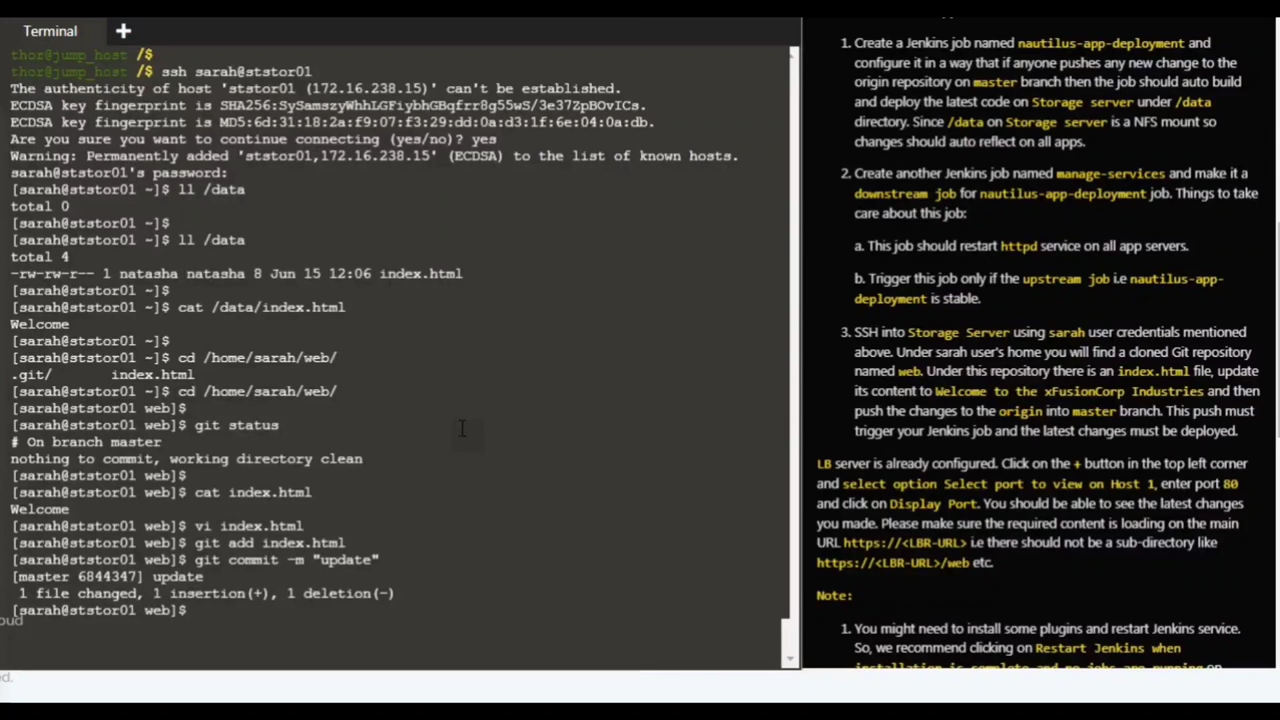 Terminal
+
thor@jump_host /$
thor@jump_host /$ ssh sarah@ststor01
The authenticity of host 'ststor01 (172.16.238.15)' can't be established.
ECDSA key fingerprint is SHA256:SySamszyWhhLGFiybhGBqfrr8g55wS/3e37ZpBOvICs.
ECDSA key fingerprint is MD5:6d:31:18:2a:f9:07:f3:29:dd:0a:d3:1f:6e:04:0a:db.
Are you sure you want to continue connecting (yes/no)? yes
Warning: Permanently added 'ststor01,172.16.238.15' (ECDSA) to the list of known hosts.
sarah@ststor01's password:
[sarah@ststor01 ~]$ ll /data
total 0
[sarah@ststor01 ~]$
[sarah@ststor01 ~]$ ll /data
total 4
-rw-rw-r-- 1 natasha natasha 8 Jun 15 12:06 index.html
[sarah@ststor01 ~]$
[sarah@ststor01 ~]$ cat /data/index.html
Welcome
[sarah@ststor01 ~]$
[sarah@ststor01 ~]$ cd /home/sarah/web/
.git/       index.html
[sarah@ststor01 ~]$ cd /home/sarah/web/
[sarah@ststor01 web]$
[sarah@ststor01 web]$ git status
# On branch master
nothing to commit, working directory clean
[sarah@ststor01 web]$
[sarah@ststor01 web]$ cat index.html
Welcome
[sarah@ststor01 web]$ vi index.html
[sarah@ststor01 web]$ git add index.html
[sarah@ststor01 web]$ git commit -m "update"
[master 6844347] update
 1 file changed, 1 insertion(+), 1 deletion(-)
[sarah@ststor01 web]$
oud
ed.
1. Create a Jenkins job named nautilus-app-deployment and
configure it in a way that if anyone pushes any new change to the
origin repository on master branch then the job should auto build
and deploy the latest code on Storage server under /data
directory. Since /data on Storage server is a NFS mount so
changes should auto reflect on all apps.
2. Create another Jenkins job named manage-services and make it a
downstream job for nautilus-app-deployment job. Things to take
care about this job:
a. This job should restart httpd service on all app servers.
b. Trigger this job only if the upstream job i.e nautilus-app-
deployment is stable.
3. SSH into Storage Server using sarah user credentials mentioned
above. Under sarah user's home you will find a cloned Git repository
named web. Under this repository there is an index.html file, update
its content to Welcome to the xFusionCorp Industries and then
push the changes to the origin into master branch. This push must
trigger your Jenkins job and the latest changes must be deployed.
LB server is already configured. Click on the + button in the top left corner
and select option Select port to view on Host 1, enter port 80
and click on Display Port. You should be able to see the latest changes
you made. Please make sure the required content is loading on the main
URL https://<LBR-URL> i.e there should not be a sub-directory like
https://<LBR-URL>/web etc.
Note:
1. You might need to install some plugins and restart Jenkins service.
So, we recommend clicking on Restart Jenkins when
installation is complete and no jobs are running on